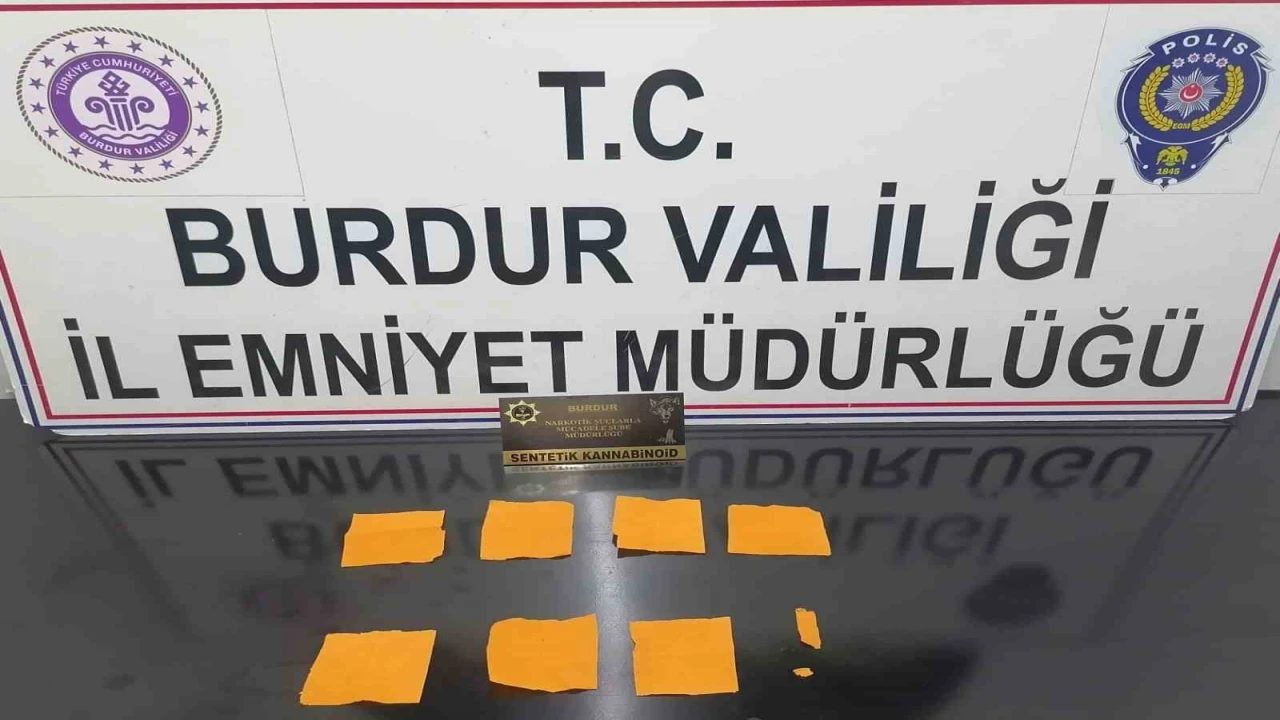 TÜRKİYE CUMHURİYETİ
BURDUR VALİLİĞİ
POLİS
EGM
1845
T.C.
BURDUR VALİLİĞİ
İL EMNİYET MÜDÜRLÜĞÜ
BURDUR
NARKOTİK SUÇLARLA
MÜCADELE ŞUBE
MÜDÜRLÜĞÜ
SENTETİK KANNABİNOİD